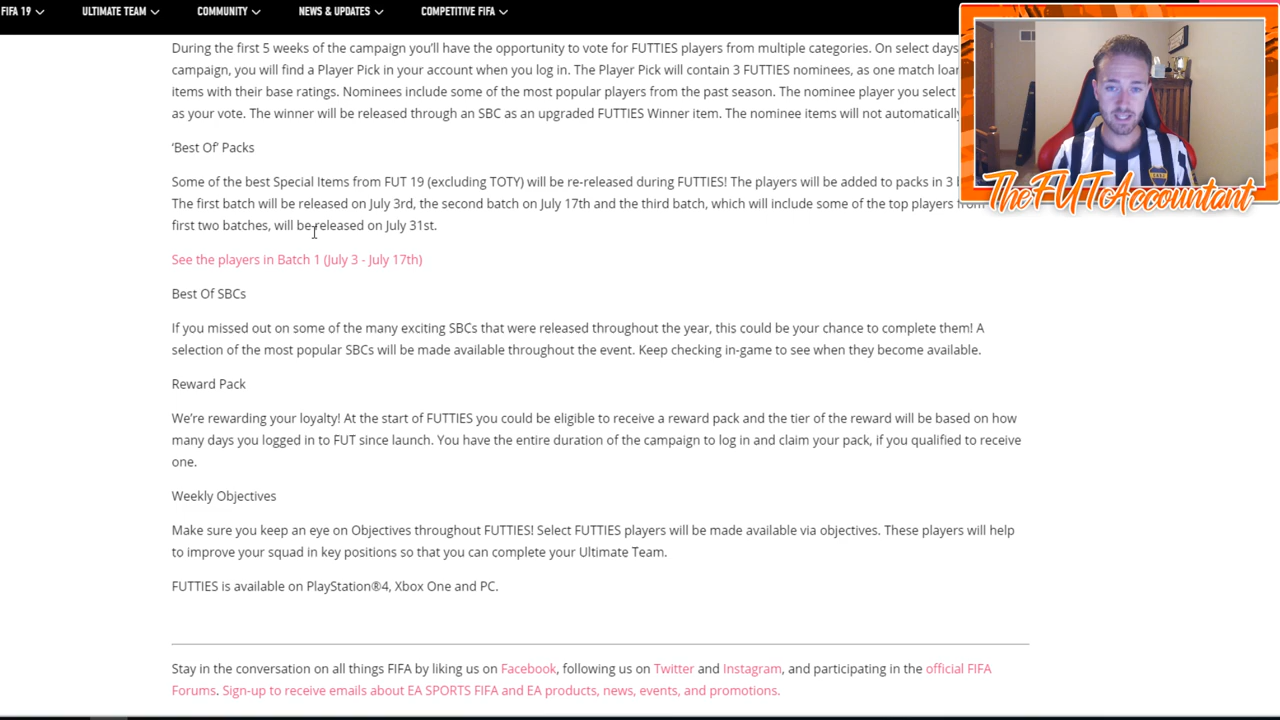 FIFA 19 ULTIMATE TEAM COMMUNITY NEWS & UPDATES COMPETITIVE FIFA
During the first 5 weeks of the campaign you'll have the opportunity to vote for FUTTIES players from multiple categories. On select days
campaign, you will find a Player Pick in your account when you log in. The Player Pick will contain 3 FUTTIES nominees, as one match loan
items with their base ratings. Nominees include some of the most popular players from the past season. The nominee player you select
as your vote. The winner will be released through an SBC as an upgraded FUTTIES Winner item. The nominee items will not automatically
TheFUTAccountant
'Best Of' Packs
Some of the best Special Items from FUT 19 (excluding TOTY) will be re-released during FUTTIES! The players will be added to packs in 3
The first batch will be released on July 3rd, the second batch on July 17th and the third batch, which will include some of the top players from
first two batches, will be released on July 31st.
See the players in Batch 1 (July 3 - July 17th)
Best Of SBCs
If you missed out on some of the many exciting SBCs that were released throughout the year, this could be your chance to complete them! A
selection of the most popular SBCs will be made available throughout the event. Keep checking in-game to see when they become available.
Reward Pack
We're rewarding your loyalty! At the start of FUTTIES you could be eligible to receive a reward pack and the tier of the reward will be based on how
many days you logged in to FUT since launch. You have the entire duration of the campaign to log in and claim your pack, if you qualified to receive
one.
Weekly Objectives
Make sure you keep an eye on Objectives throughout FUTTIES! Select FUTTIES players will be made available via objectives. These players will help
to improve your squad in key positions so that you can complete your Ultimate Team.
FUTTIES is available on PlayStation®4, Xbox One and PC.
Stay in the conversation on all things FIFA by liking us on Facebook, following us on Twitter and Instagram, and participating in the official FIFA
Forums. Sign-up to receive emails about EA SPORTS FIFA and EA products, news, events, and promotions.